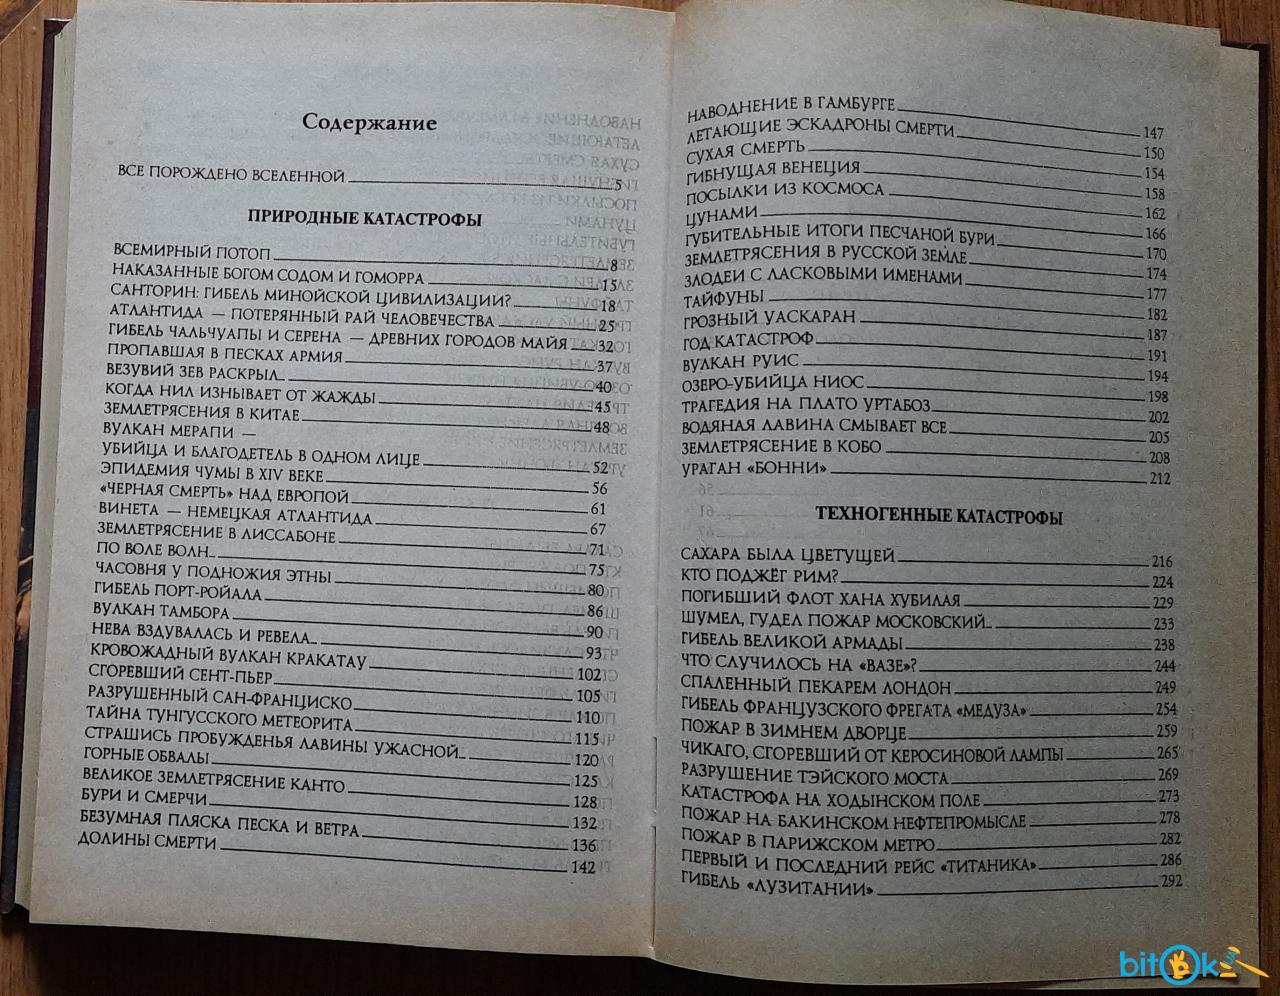 Содержание
ВСЕ ПОРОЖДЕНО ВСЕЛЕННОЙ 5
ПРИРОДНЫЕ КАТАСТРОФЫ
ВСЕМИРНЫЙ ПОТОП 8
НАКАЗАННЫЕ БОГОМ СОДОМ И ГОМОРРА 15
САНТОРИН: ГИБЕЛЬ МИНОЙСКОЙ ЦИВИЛИЗАЦИИ? 18
АТЛАНТИДА — ПОТЕРЯННЫЙ РАЙ ЧЕЛОВЕЧЕСТВА 25
ГИБЕЛЬ ЧАЛЬЧУАПЫ И СЕРЕНА — ДРЕВНИХ ГОРОДОВ МАЙЯ 32
ПРОПАВШАЯ В ПЕСКАХ АРМИЯ 37
ВЕЗУВИЙ ЗЕВ РАСКРЫЛ... 40
КОГДА НИЛ ИЗНЫВАЕТ ОТ ЖАЖДЫ 45
ЗЕМЛЕТРЯСЕНИЯ В КИТАЕ 48
ВУЛКАН МЕРАПИ —
УБИЙЦА И БЛАГОДЕТЕЛЬ В ОДНОМ ЛИЦЕ 52
ЭПИДЕМИЯ ЧУМЫ В XIV ВЕКЕ 56
«ЧЕРНАЯ СМЕРТЬ» НАД ЕВРОПОЙ 61
ВИНЕТА — НЕМЕЦКАЯ АТЛАНТИДА 67
ЗЕМЛЕТРЯСЕНИЕ В ЛИССАБОНЕ 71
ПО ВОЛЕ ВОЛН... 75
ЧАСОВНЯ У ПОДНОЖИЯ ЭТНЫ 80
ГИБЕЛЬ ПОРТ-РОЙАЛА 86
ВУЛКАН ТАМБОРА 90
НЕВА ВЗДУВАЛАСЬ И РЕВЕЛА... 93
КРОВОЖАДНЫЙ ВУЛКАН КРАКАТАУ 102
СГОРЕВШИЙ СЕНТ-ПЬЕР 105
РАЗРУШЕННЫЙ САН-ФРАНЦИСКО 110
ТАЙНА ТУНГУССКОГО МЕТЕОРИТА 115
СТРАШИСЬ ПРОБУЖДЕНЬЯ ЛАВИНЫ УЖАСНОЙ... 120
ГОРНЫЕ ОБВАЛЫ 125
ВЕЛИКОЕ ЗЕМЛЕТРЯСЕНИЕ КАНТО 128
БУРИ И СМЕРЧИ 132
БЕЗУМНАЯ ПЛЯСКА ПЕСКА И ВЕТРА 136
ДОЛИНЫ СМЕРТИ 142
НАВОДНЕНИЕ В ГАМБУРГЕ 147
ЛЕТАЮЩИЕ ЭСКАДРОНЫ СМЕРТИ 150
СУХАЯ СМЕРТЬ 154
ГИБНУЩАЯ ВЕНЕЦИЯ 158
ПОСЫЛКИ ИЗ КОСМОСА 162
ЦУНАМИ 166
ГУБИТЕЛЬНЫЕ ИТОГИ ПЕСЧАНОЙ БУРИ 170
ЗЕМЛЕТРЯСЕНИЯ В РУССКОЙ ЗЕМЛЕ 174
ЗЛОДЕИ С ЛАСКОВЫМИ ИМЕНАМИ 177
ТАЙФУНЫ 182
ГРОЗНЫЙ УАСКАРАН 187
ГОД КАТАСТРОФ 191
ВУЛКАН РУИС 194
ОЗЕРО-УБИЙЦА НИОС 198
ТРАГЕДИЯ НА ПЛАТО УРТАБОЗ 202
ВОДЯНАЯ ЛАВИНА СМЫВАЕТ ВСЕ 205
ЗЕМЛЕТРЯСЕНИЕ В КОБО 208
УРАГАН «БОННИ» 212
ТЕХНОГЕННЫЕ КАТАСТРОФЫ
САХАРА БЫЛА ЦВЕТУЩЕЙ 216
КТО ПОДЖЁГ РИМ? 224
ПОГИБШИЙ ФЛОТ ХАНА ХУБИЛАЯ 229
ШУМЕЛ, ГУДЕЛ ПОЖАР МОСКОВСКИЙ... 233
ГИБЕЛЬ ВЕЛИКОЙ АРМАДЫ 238
ЧТО СЛУЧИЛОСЬ НА «ВАЗЕ»? 244
СПАЛЕННЫЙ ПЕКАРЕМ ЛОНДОН 249
ГИБЕЛЬ ФРАНЦУЗСКОГО ФРЕГАТА «МЕДУЗА» 254
ПОЖАР В ЗИМНЕМ ДВОРЦЕ 259
ЧИКАГО, СГОРЕВШИЙ ОТ КЕРОСИНОВОЙ ЛАМПЫ 265
РАЗРУШЕНИЕ ТЭЙСКОГО МОСТА 269
КАТАСТРОФА НА ХОДЫНСКОМ ПОЛЕ 273
ПОЖАР НА БАКИНСКОМ НЕФТЕПРОМЫСЛЕ 278
ПОЖАР В ПАРИЖСКОМ МЕТРО 282
ПЕРВЫЙ И ПОСЛЕДНИЙ РЕЙС «ТИТАНИКА» 286
ГИБЕЛЬ «ЛУЗИТАНИИ» 292
bitok